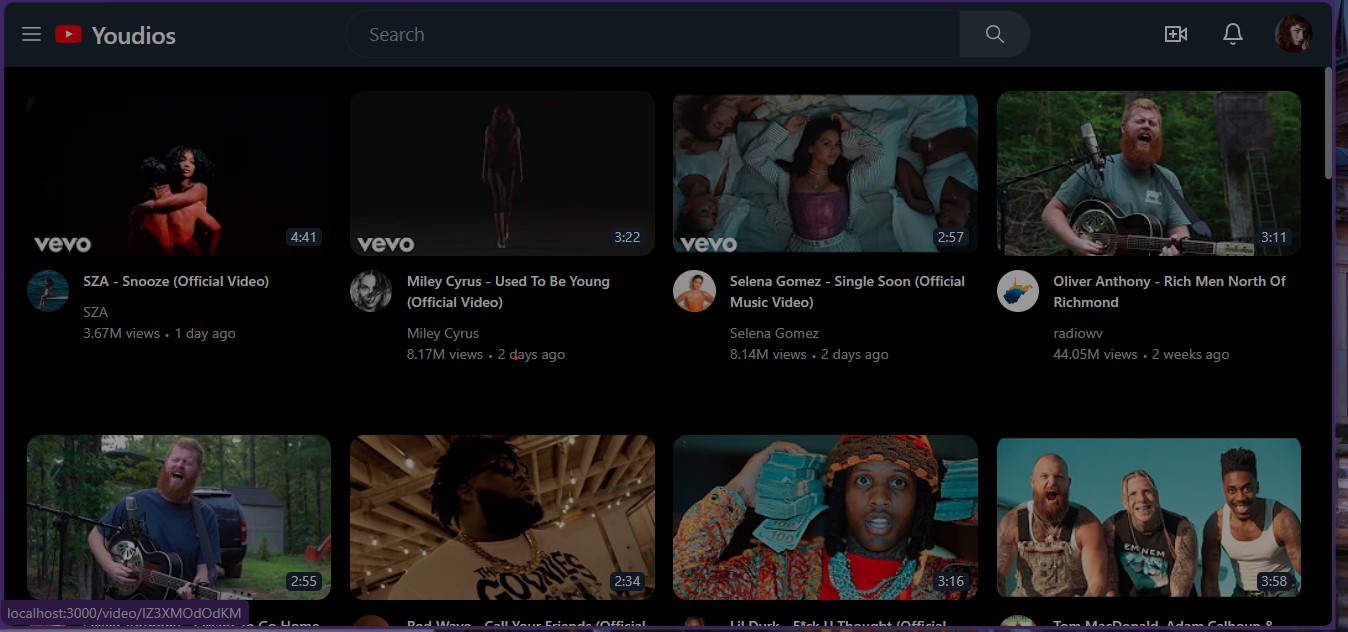 Youdios
Search
vevo
4:41
vevo
3:22
vevo
2:57
3:11
SZA - Snooze (Official Video)
SZA
3.67M views • 1 day ago
Miley Cyrus - Used To Be Young
(Official Video)
Miley Cyrus
8.17M views • 2 days ago
Selena Gomez - Single Soon (Official
Music Video)
Selena Gomez
8.14M views • 2 days ago
Oliver Anthony - Rich Men North Of
Richmond
radiowv
44.05M views • 2 weeks ago
2:55
THE
GOONIES
2:34
100
3:16
EMINEM
3:58
localhost:3000/video/IZ3XMOdOdKM
Go Home
Rod Wave - Call Your Friends (Official
Lil Durk - F*ck U Thought (Official
Tom MacDonald, Adam Calhoun &